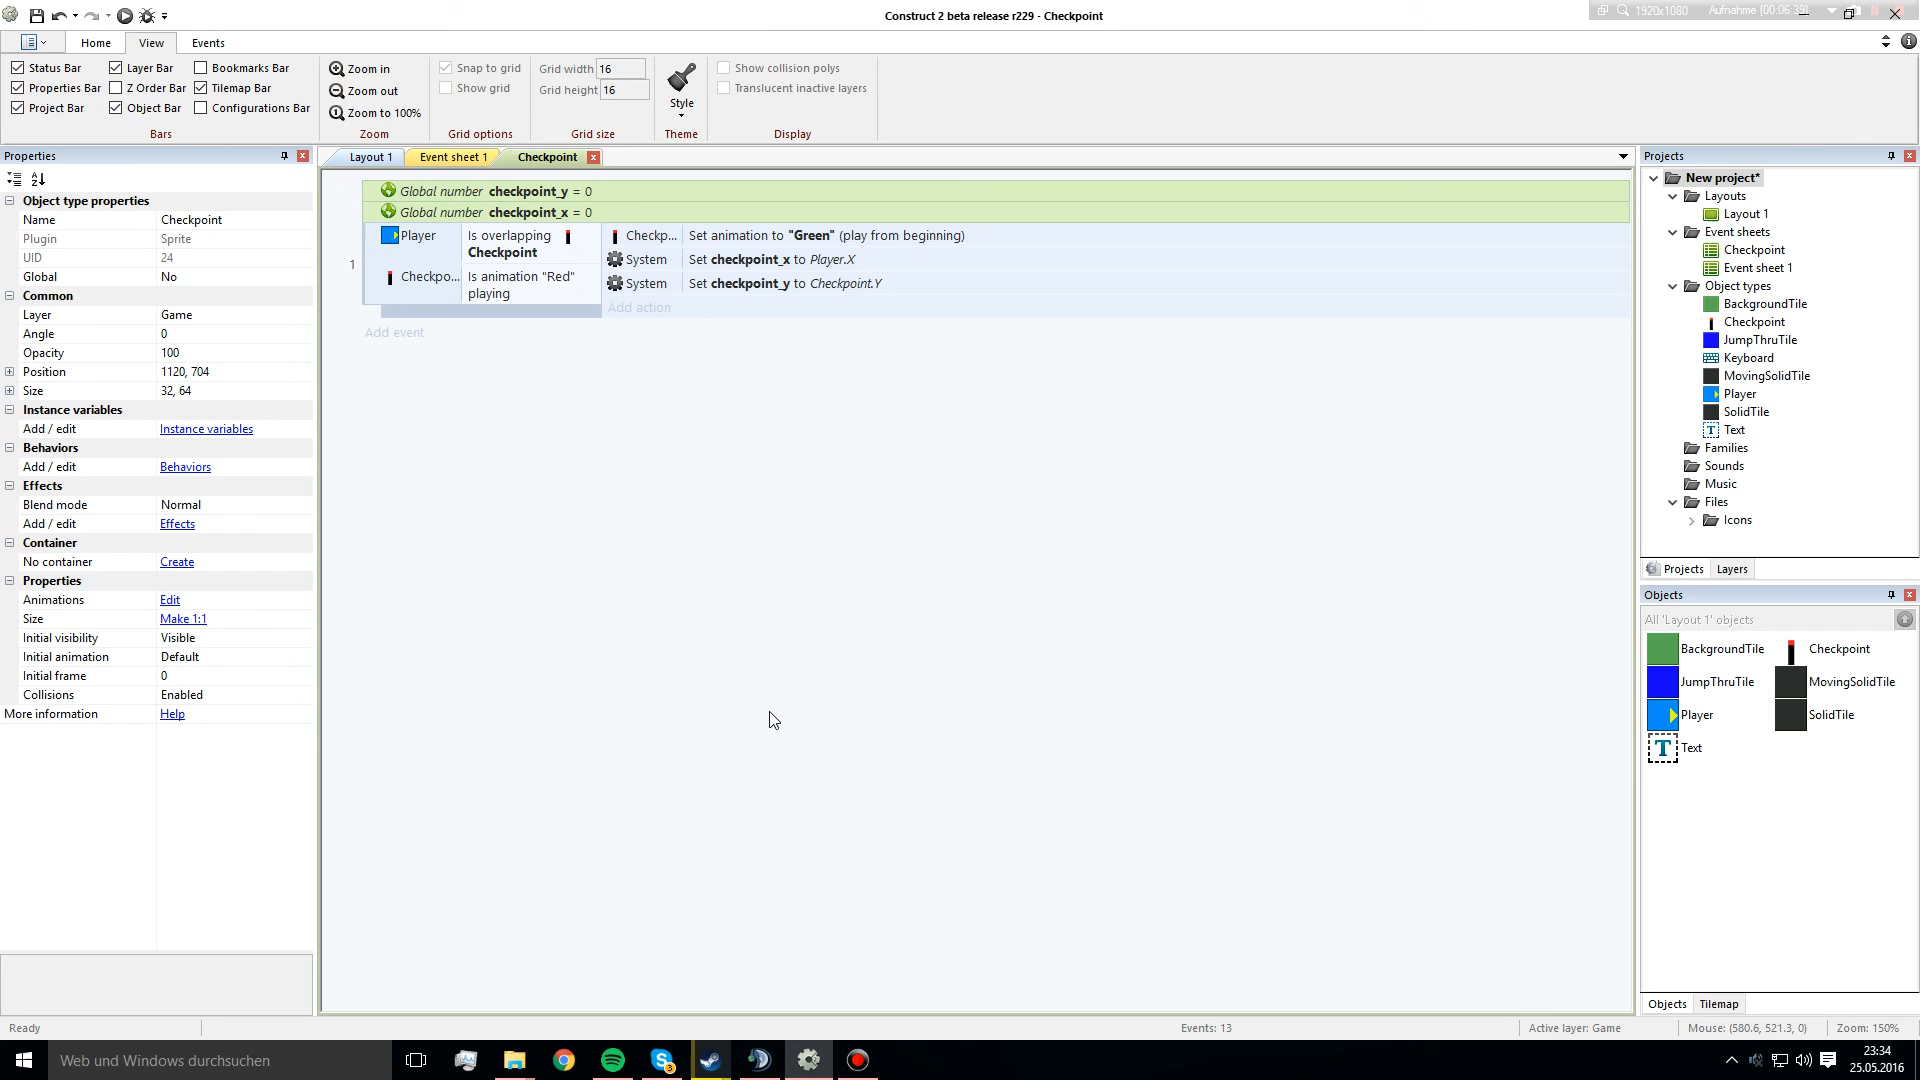 Construct 2 beta release r229 - Checkpoint
1920x1080
Aufnahme [00:06:39]
Home
View
Events
Status Bar
Layer Bar
Bookmarks Bar
Properties Bar
Z Order Bar
Tilemap Bar
Project Bar
Object Bar
Configurations Bar
Bars
Zoom in
Zoom out
Zoom to 100%
Zoom
Snap to grid
Show grid
Grid options
Grid width 16
Grid height 16
Grid size
Style
Theme
Show collision polys
Translucent inactive layers
Display
Properties
Object type properties
Name Checkpoint
Plugin Sprite
UID 24
Global No
Common
Layer Game
Angle 0
Opacity 100
Position 1120, 704
Size 32, 64
Instance variables
Add / edit Instance variables
Behaviors
Add / edit Behaviors
Effects
Blend mode Normal
Add / edit Effects
Container
No container Create
Properties
Animations Edit
Size Make 1:1
Initial visibility Visible
Initial animation Default
Initial frame 0
Collisions Enabled
More information Help
Layout 1
Event sheet 1
Checkpoint
Global number checkpoint_y = 0
Global number checkpoint_x = 0
1
Player
Is overlapping
Checkpoint
Checkpo...
Is animation "Red"
playing
Checkp... Set animation to "Green" (play from beginning)
System Set checkpoint_x to Player.X
System Set checkpoint_y to Checkpoint.Y
Add action
Add event
Projects
New project*
Layouts
Layout 1
Event sheets
Checkpoint
Event sheet 1
Object types
BackgroundTile
Checkpoint
JumpThruTile
Keyboard
MovingSolidTile
Player
SolidTile
Text
Families
Sounds
Music
Files
Icons
Projects
Layers
Objects
All 'Layout 1' objects
BackgroundTile
Checkpoint
JumpThruTile
MovingSolidTile
Player
SolidTile
T Text
Objects
Tilemap
Ready
Events: 13
Active layer: Game
Mouse: (580.6, 521.3, 0)
Zoom: 150%
Web und Windows durchsuchen
3
23:34
25.05.2016